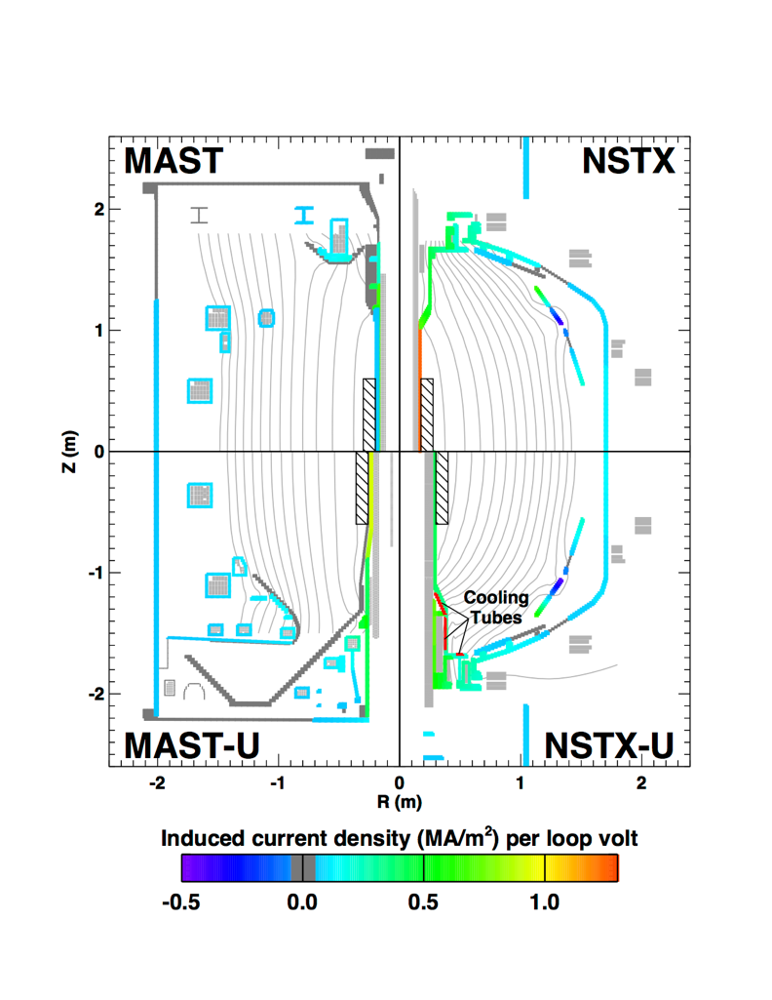 MAST NSTX
2
1
0
-1
-2
Z (m)
Cooling
Tubes
MAST-U NSTX-U
-2 -1 0 1 2
R (m)
Induced current density (MA/m²) per loop volt
-0.5 0.0 0.5 1.0